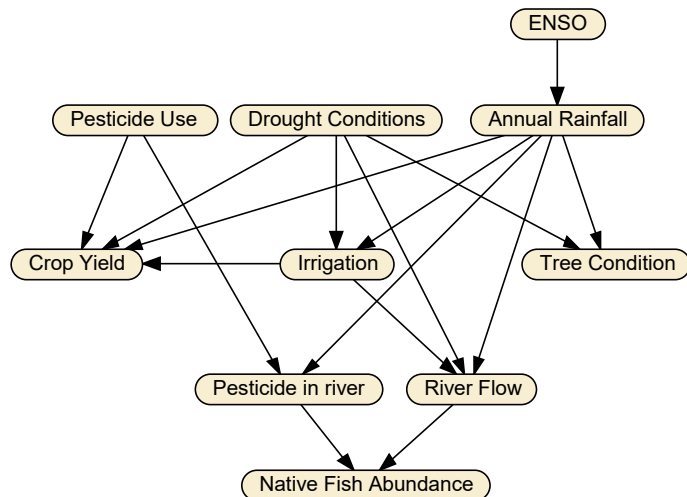 ENSO
Pesticide Use
Drought Conditions
Annual Rainfall
Crop Yield
Irrigation
Tree Condition
Pesticide in river
River Flow
Native Fish Abundance